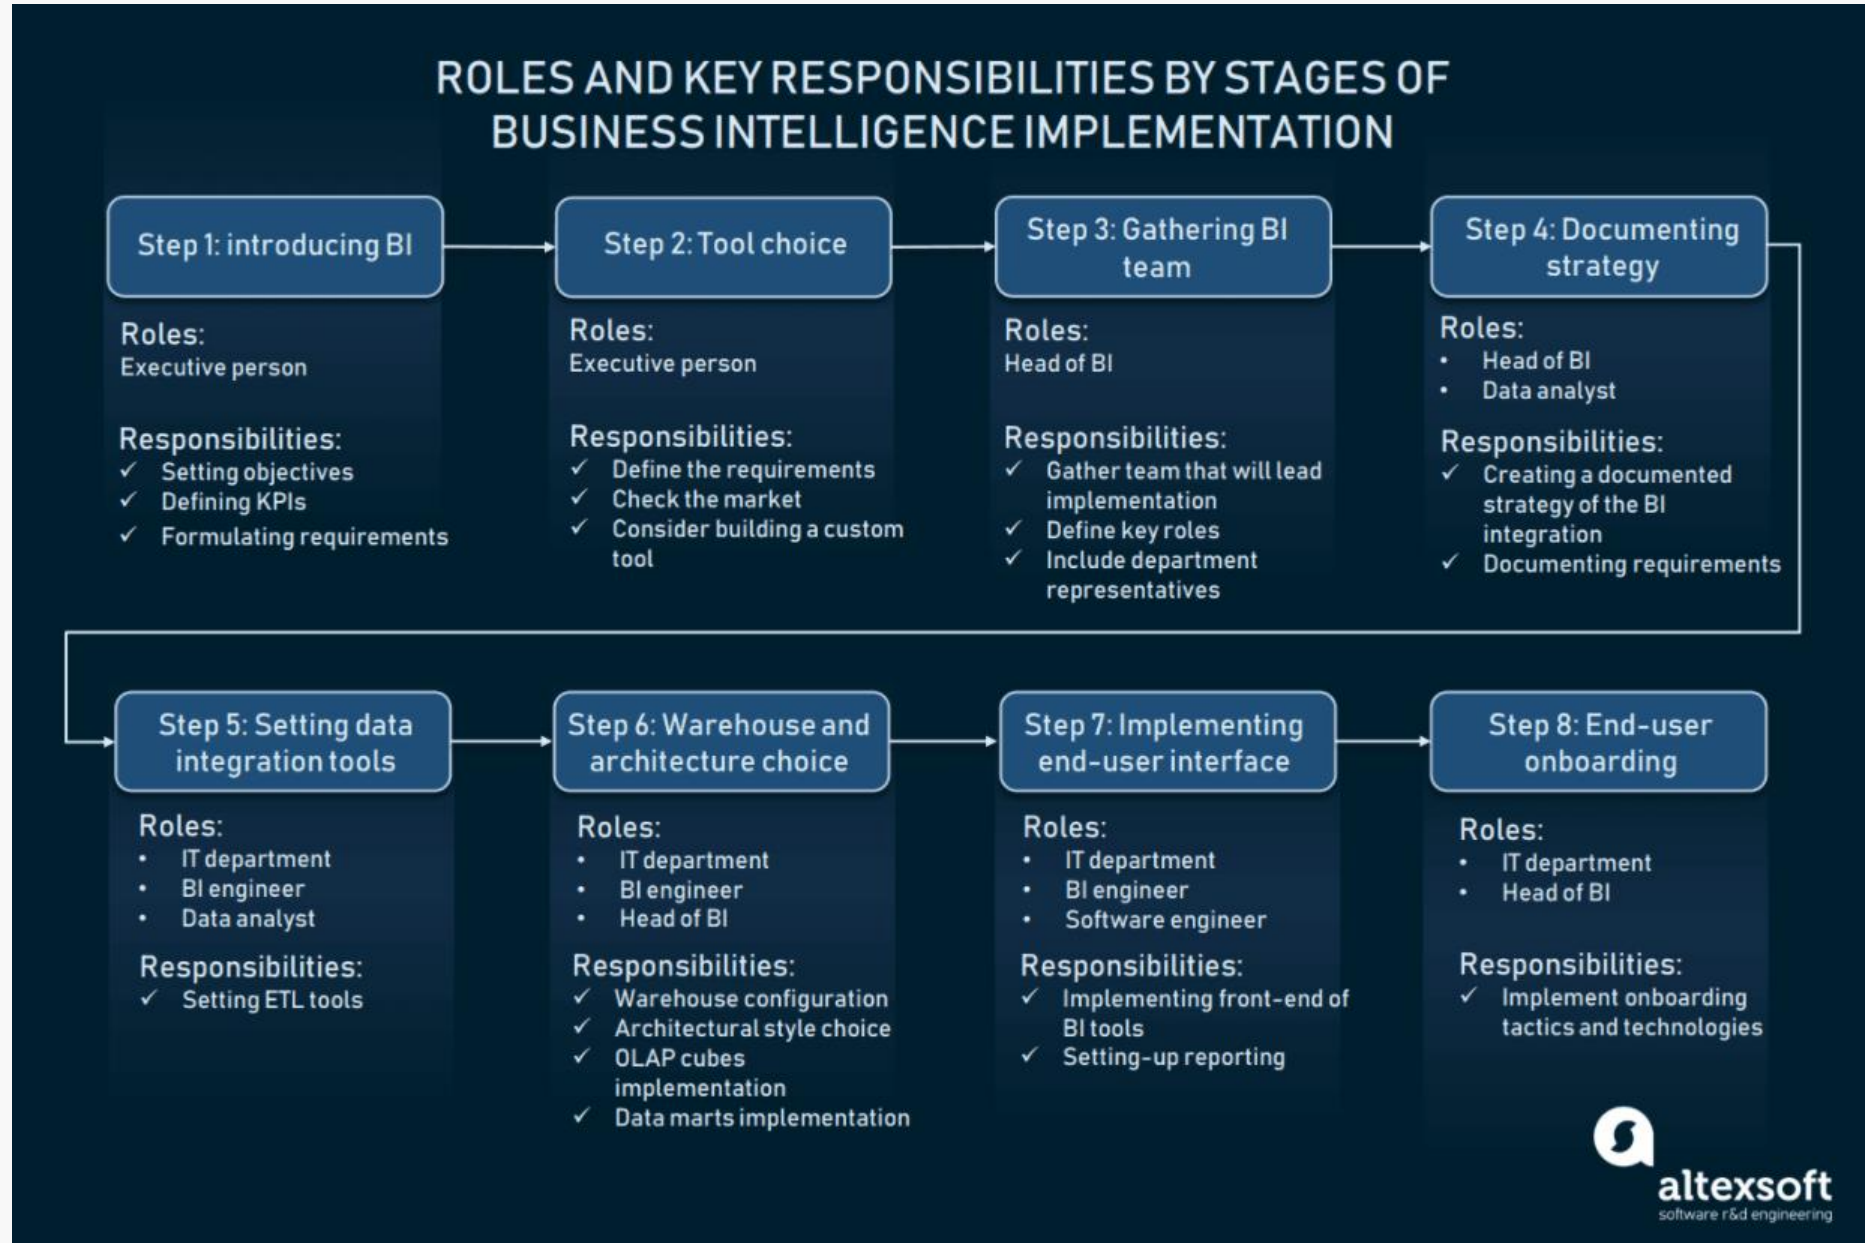 ROLES AND KEY RESPONSIBILITIES BY STAGES OF
BUSINESS INTELLIGENCE IMPLEMENTATION
Step 1: introducing BI
Roles:
Executive person
Responsibilities:
✓ Setting objectives
✓ Defining KPIs
✓ Formulating requirements
Step 2: Tool choice
Roles:
Executive person
Responsibilities:
✓ Define the requirements
✓ Check the market
✓ Consider building a custom
tool
Step 3: Gathering BI
team
Roles:
Head of BI
Responsibilities:
✓ Gather team that will lead
implementation
✓ Define key roles
✓ Include department
representatives
Step 4: Documenting
strategy
Roles:
• Head of BI
• Data analyst
Responsibilities:
✓ Creating a documented
strategy of the BI
integration
✓ Documenting requirements
Step 5: Setting data
integration tools
Roles:
• IT department
• BI engineer
• Data analyst
Responsibilities:
✓ Setting ETL tools
Step 6: Warehouse and
architecture choice
Roles:
• IT department
• BI engineer
• Head of BI
Responsibilities:
✓ Warehouse configuration
✓ Architectural style choice
✓ OLAP cubes
implementation
✓ Data marts implementation
Step 7: Implementing
end-user interface
Roles:
• IT department
• BI engineer
• Software engineer
Responsibilities:
✓ Implementing front-end of
BI tools
✓ Setting-up reporting
Step 8: End-user
onboarding
Roles:
• IT department
• Head of BI
Responsibilities:
✓ Implement onboarding
tactics and technologies
altexsoft
software r&d engineering